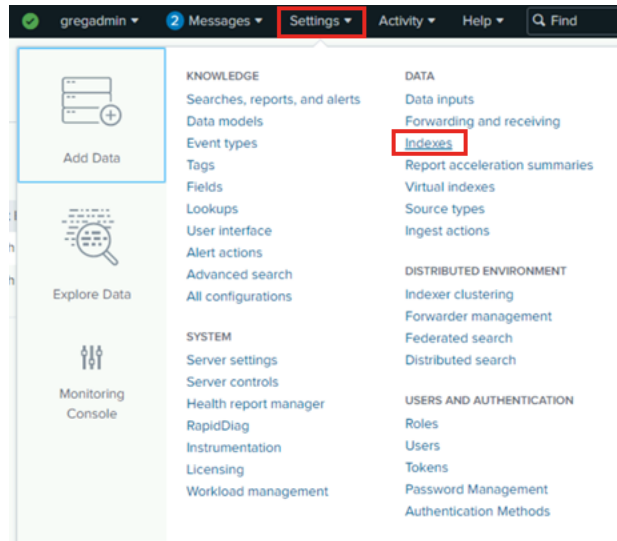 gregadmin ▾ 2 Messages ▾ Settings ▾ Activity ▾ Help ▾ Find
Add Data
Explore Data
Monitoring
Console
KNOWLEDGE
Searches, reports, and alerts
Data models
Event types
Tags
Fields
Lookups
User interface
Alert actions
Advanced search
All configurations
SYSTEM
Server settings
Server controls
Health report manager
RapidDiag
Instrumentation
Licensing
Workload management
DATA
Data inputs
Forwarding and receiving
Indexes
Report acceleration summaries
Virtual indexes
Source types
Ingest actions
DISTRIBUTED ENVIRONMENT
Indexer clustering
Forwarder management
Federated search
Distributed search
USERS AND AUTHENTICATION
Roles
Users
Tokens
Password Management
Authentication Methods